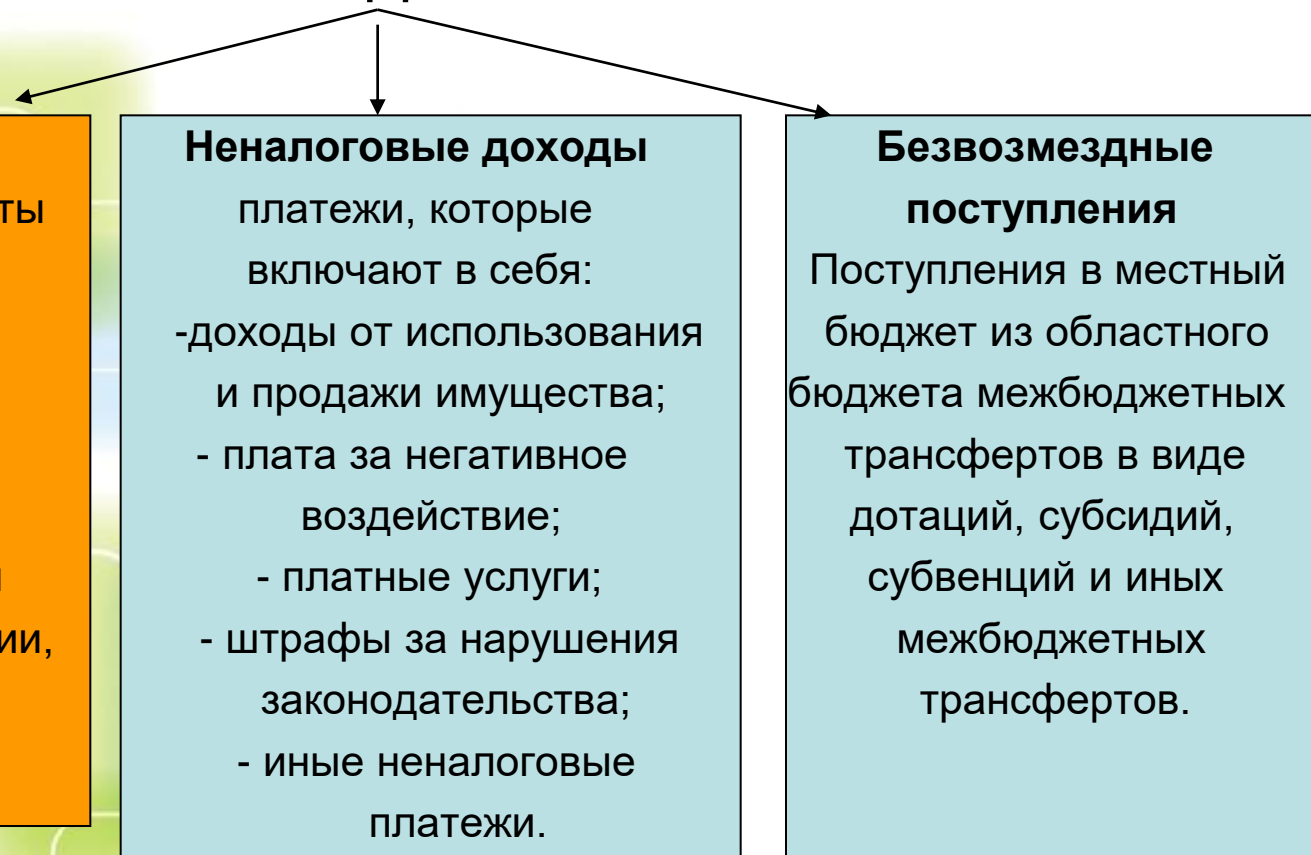 Неналоговые доходы
платежи, которые
включают в себя:
-доходы от использования
и продажи имущества;
- плата за негативное
воздействие;
- платные услуги;
- штрафы за нарушения
законодательства;
- иные неналоговые
платежи.
Безвозмездные
поступления
Поступления в местный
бюджет из областного
бюджета межбюджетных
трансфертов в виде
дотаций, субсидий,
субвенций и иных
межбюджетных
трансфертов.